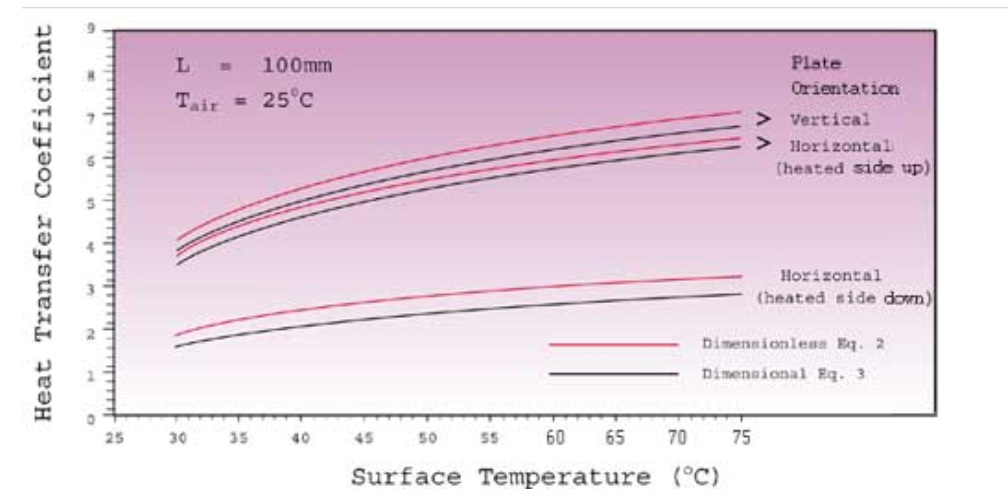 Heat Transfer Coefficient
9
8
7
6
5
4
3
2
1
0
L = 100mm
Tair = 25°C
Plate
Orientation
> Vertical
> Horizontal
(heated side up)
Horizontal
(heated side down)
Dimensionless Eq. 2
Dimensional Eq. 3
25 30 35 40 45 50 55 60 65 70 75
Surface Temperature (°C)